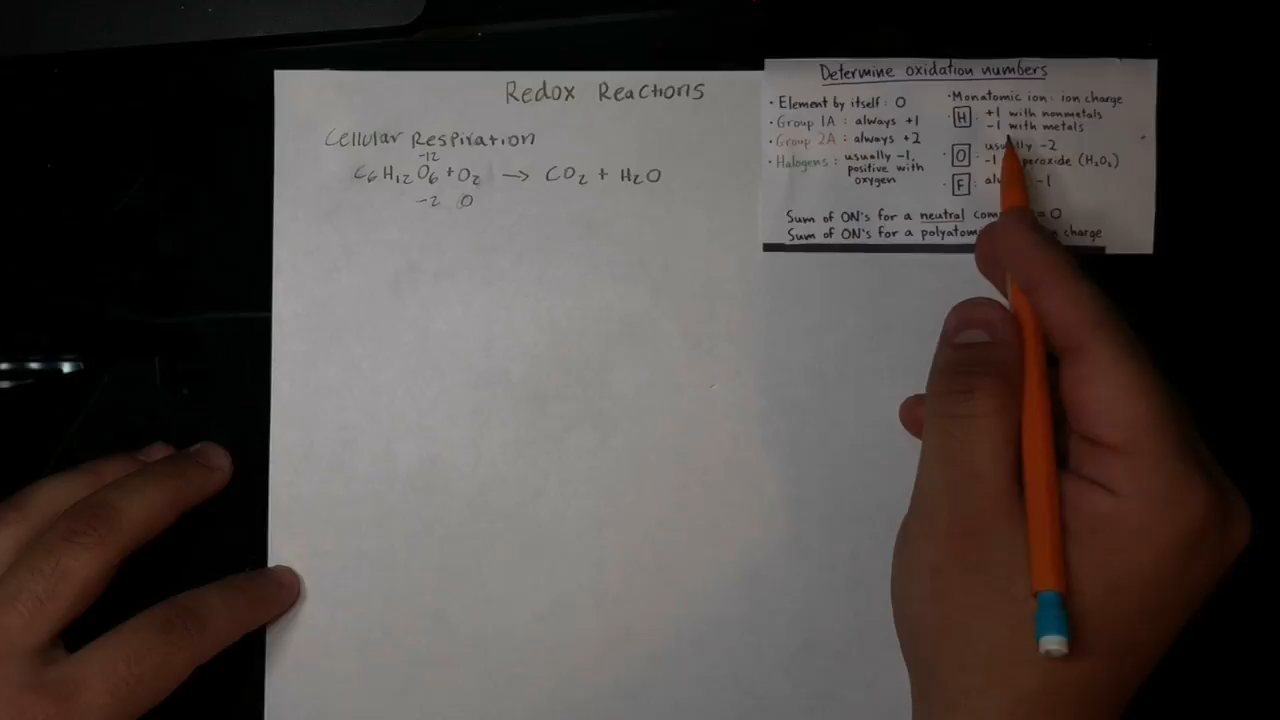 Redox Reactions
Cellular Respiration
-12
C6H12O6 + O2 → CO2 + H2O
-2 0
Determine oxidation numbers
• Element by itself: 0
• Group 1A: always +1
• Group 2A: always +2
• Halogens: usually -1,
positive with
oxygen
• Monatomic ion: ion charge
• H: +1 with nonmetals
-1 with metals
• O: usually -2
-1 peroxide (H2O2)
• F: -1
Sum of ON's for a neutral = 0
Sum of ON's for a charge